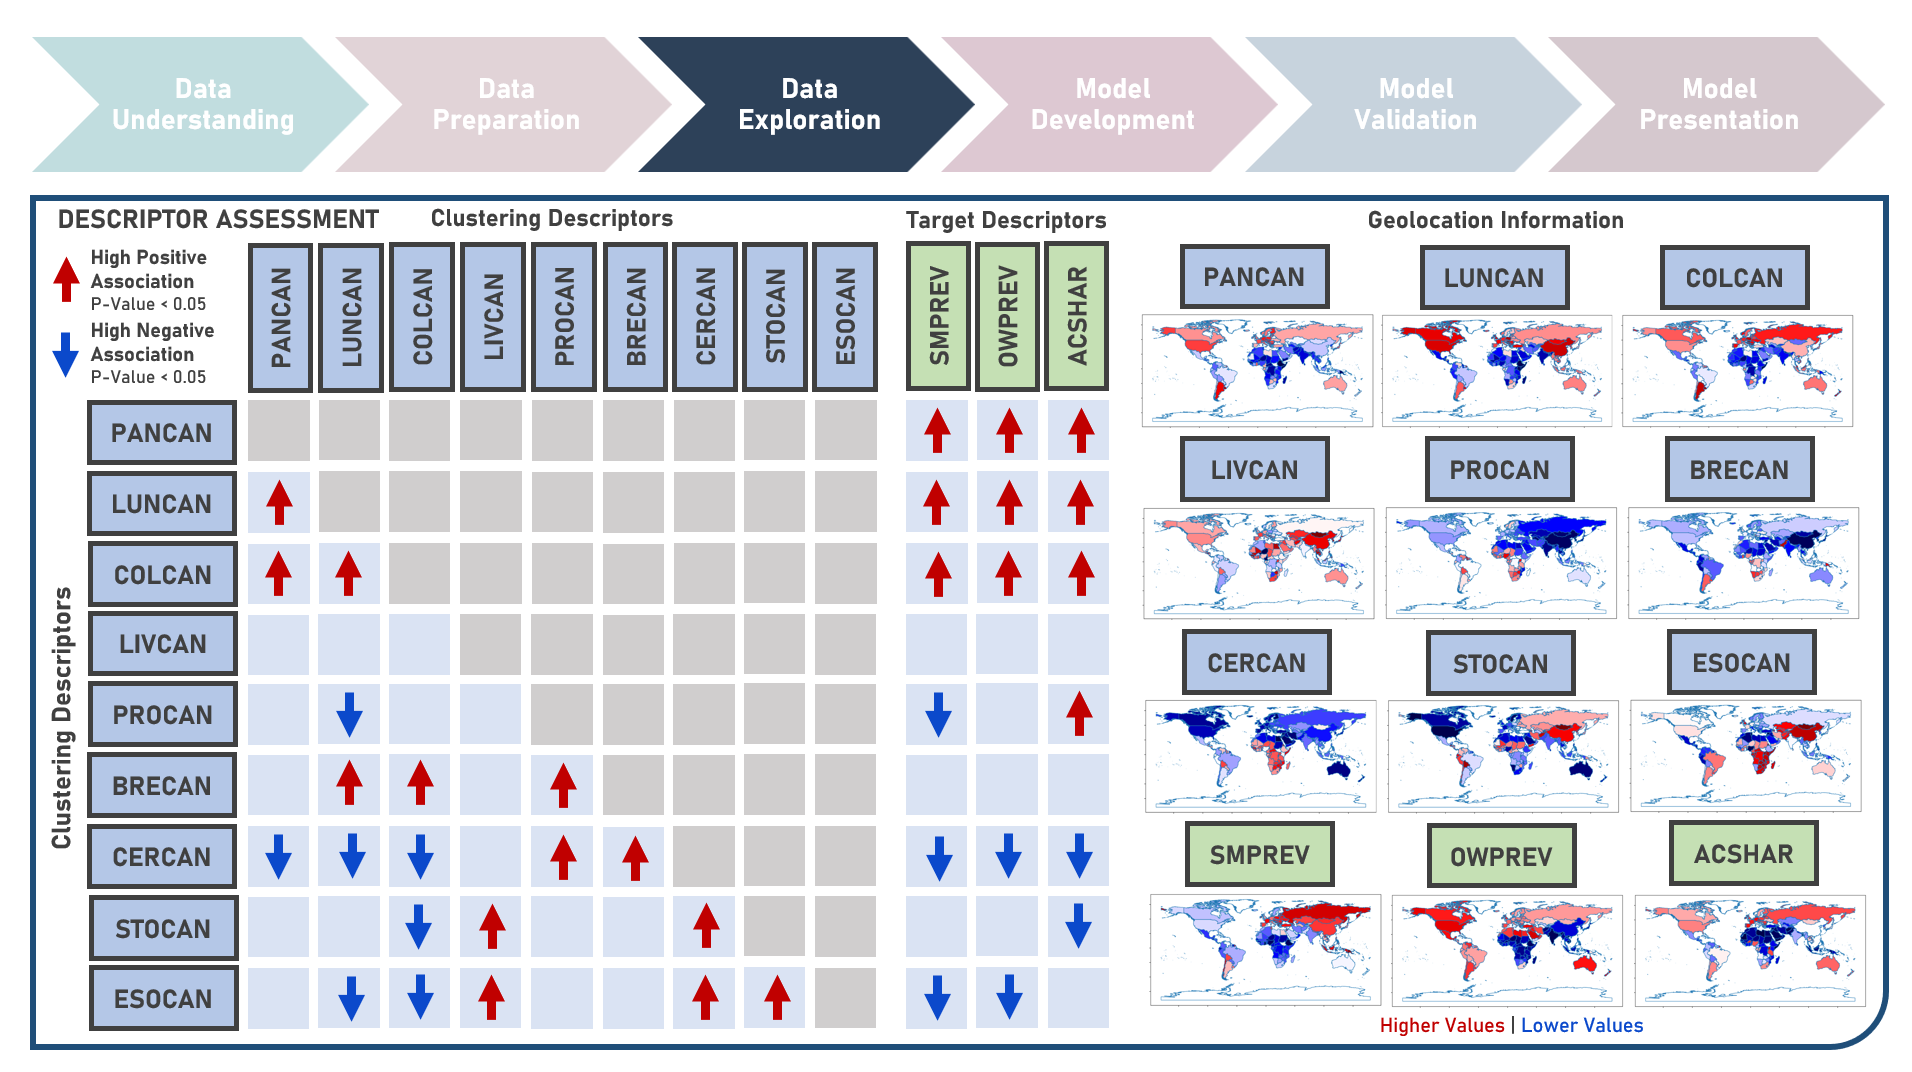 Data
Understanding
Data
Preparation
Data
Exploration
Model
Development
Model
Validation
Model
Presentation
DESCRIPTOR ASSESSMENT
High Positive
Association
P-Value < 0.05
High Negative
Association
P-Value < 0.05
Clustering Descriptors
PANCAN
LUNCAN
COLCAN
LIVCAN
PROCAN
BRECAN
CERCAN
STOCAN
ESOCAN
Target Descriptors
SMPREV
OWPREV
ACSHAR
Clustering Descriptors
PANCAN
LUNCAN
COLCAN
LIVCAN
PROCAN
BRECAN
CERCAN
STOCAN
ESOCAN
Geolocation Information
PANCAN
LUNCAN
COLCAN
LIVCAN
PROCAN
BRECAN
CERCAN
STOCAN
ESOCAN
SMPREV
OWPREV
ACSHAR
Higher Values | Lower Values